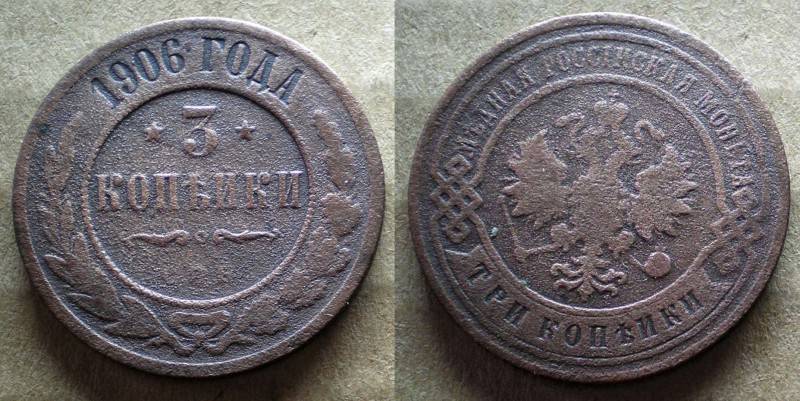 1906 ГОДА
3
КОПѢЙКИ
МѢДНАЯ РОССІЙСКАЯ МОНЕТА
ТРИ КОПѢЙКИ